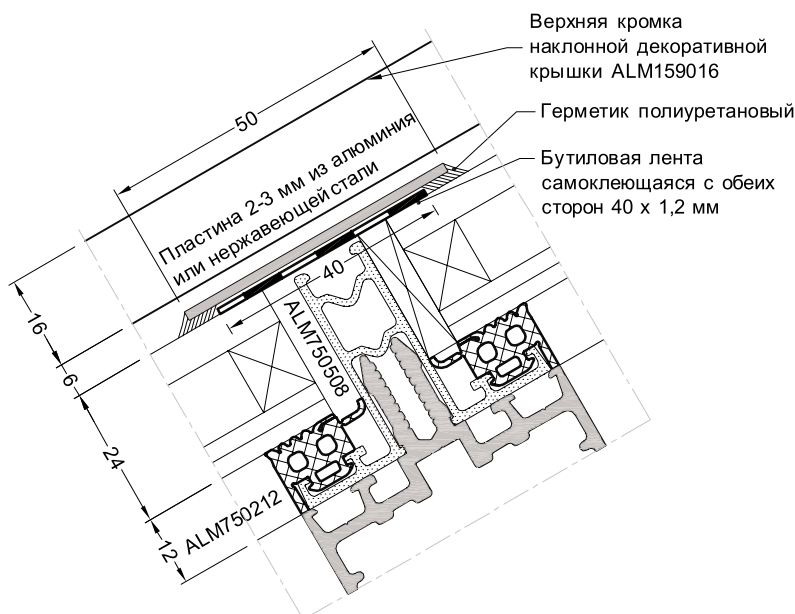 Верхняя кромка
наклонной декоративной
крышки ALM159016
Герметик полиуретановый
Бутиловая лента
самоклеющаяся с обеих
сторон 40 x 1,2 мм
50
Пластина 2-3 мм из алюминия
или нержавеющей стали
40
ALM750508
16
6
24
12
ALM750212